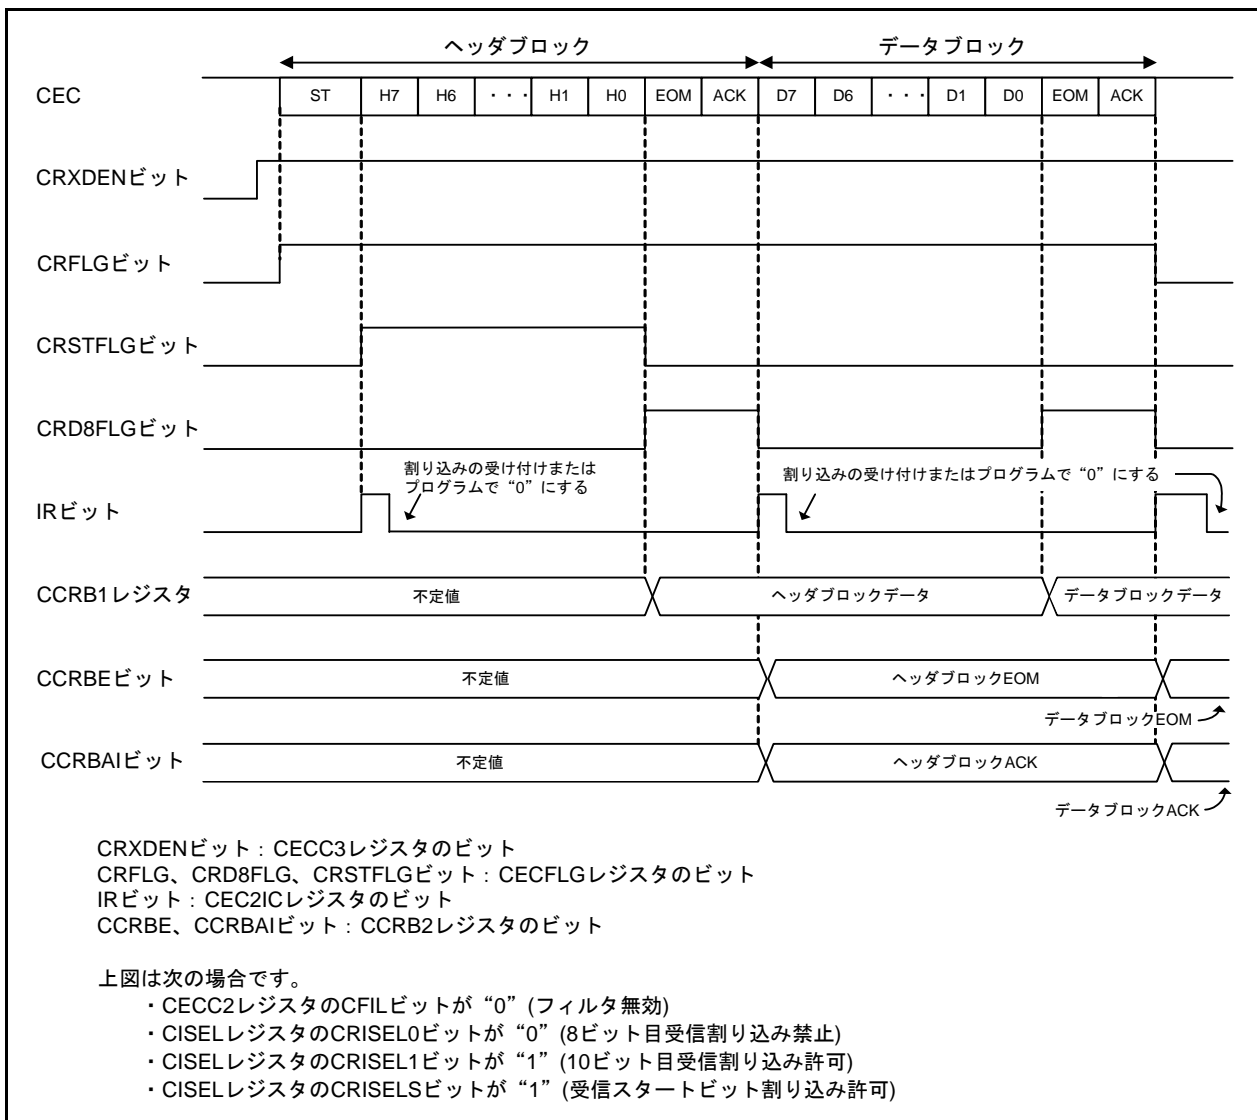 ヘッダブロック データブロック
CEC ST H7 H6 ・・・ H1 H0 EOM ACK D7 D6 ・・・ D1 D0 EOM ACK
CRXDENビット
CRFLGビット
CRSTFLGビット
CRD8FLGビット
割り込みの受け付けまたは
プログラムで“0”にする
割り込みの受け付けまたはプログラムで“0”にする
IRビット
CCRB1レジスタ 不定値 ヘッダブロックデータ データブロックデータ
CCRBEビット 不定値 ヘッダブロックEOM
データブロックEOM
CCRBAIビット 不定値 ヘッダブロックACK
データブロックACK
CRXDENビット：CECC3レジスタのビット
CRFLG、CRD8FLG、CRSTFLGビット：CECFLGレジスタのビット
IRビット：CEC2ICレジスタのビット
CCRBE、CCRBAIビット：CCRB2レジスタのビット
上図は次の場合です。
・CECC2レジスタのCFILビットが“0”(フィルタ無効)
・CISELレジスタのCRISEL0ビットが“0”(8ビット目受信割り込み禁止)
・CISELレジスタのCRISEL1ビットが“1”(10ビット目受信割り込み許可)
・CISELレジスタのCRISELSビットが“1”(受信スタートビット割り込み許可)